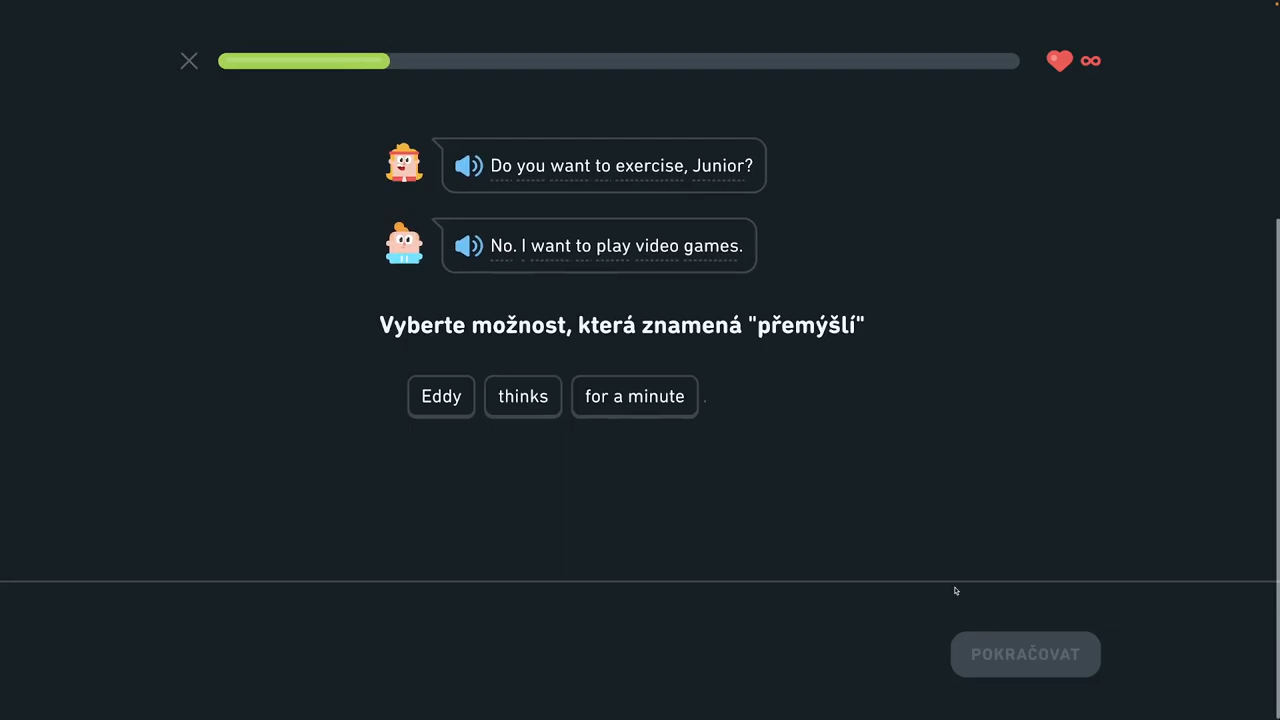 Do you want to exercise, Junior?
No. I want to play video games.
Vyberte možnost, která znamená "přemýšlí"
Eddy thinks for a minute .
POKRAČOVAT